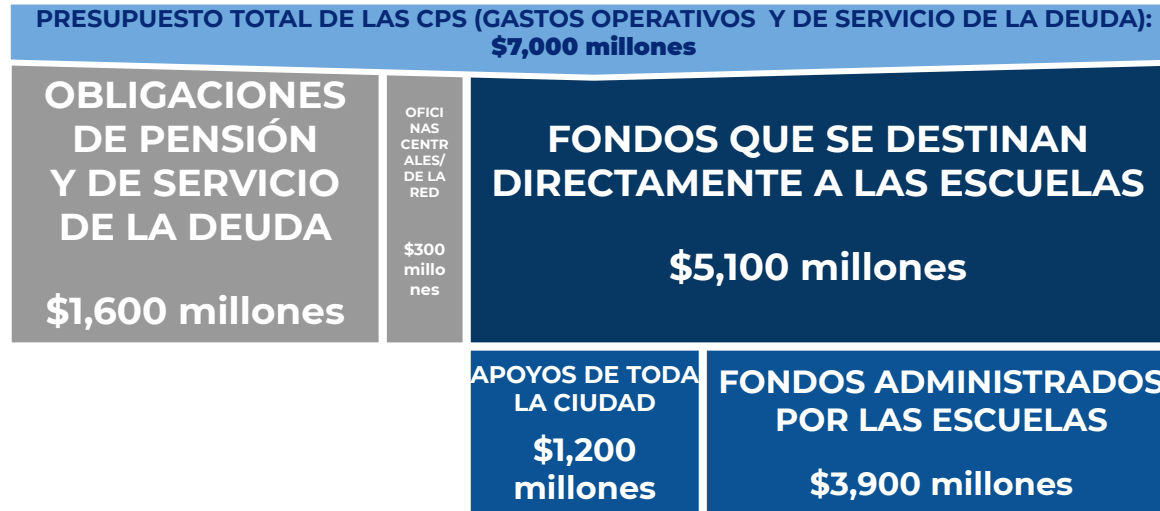 PRESUPUESTO TOTAL DE LAS CPS (GASTOS OPERATIVOS Y DE SERVICIO DE LA DEUDA):
$7,000 millones
OBLIGACIONES
DE PENSIÓN
Y DE SERVICIO
DE LA DEUDA
$1,600 millones
OFICI
NAS
CENTR
ALES/
DE LA
RED
$300
millo
nes
FONDOS QUE SE DESTINAN
DIRECTAMENTE A LAS ESCUELAS
$5,100 millones
APOYOS DE TODA
LA CIUDAD
$1,200
millones
FONDOS ADMINISTRADOS
POR LAS ESCUELAS
$3,900 millones